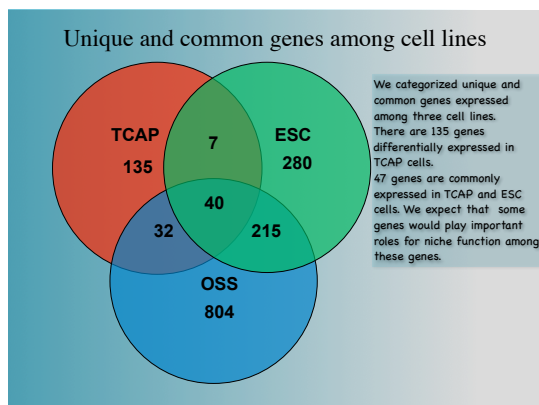 Unique and common genes among cell lines
TCAP
135
7
ESC
280
40
32
215
OSS
804
We categorized unique and
common genes expressed
among three cell lines.
There are 135 genes
differentially expressed in
TCAP cells.
47 genes are commonly
expressed in TCAP and ESC
cells. We expect that some
genes would play important
roles for niche function among
these genes.